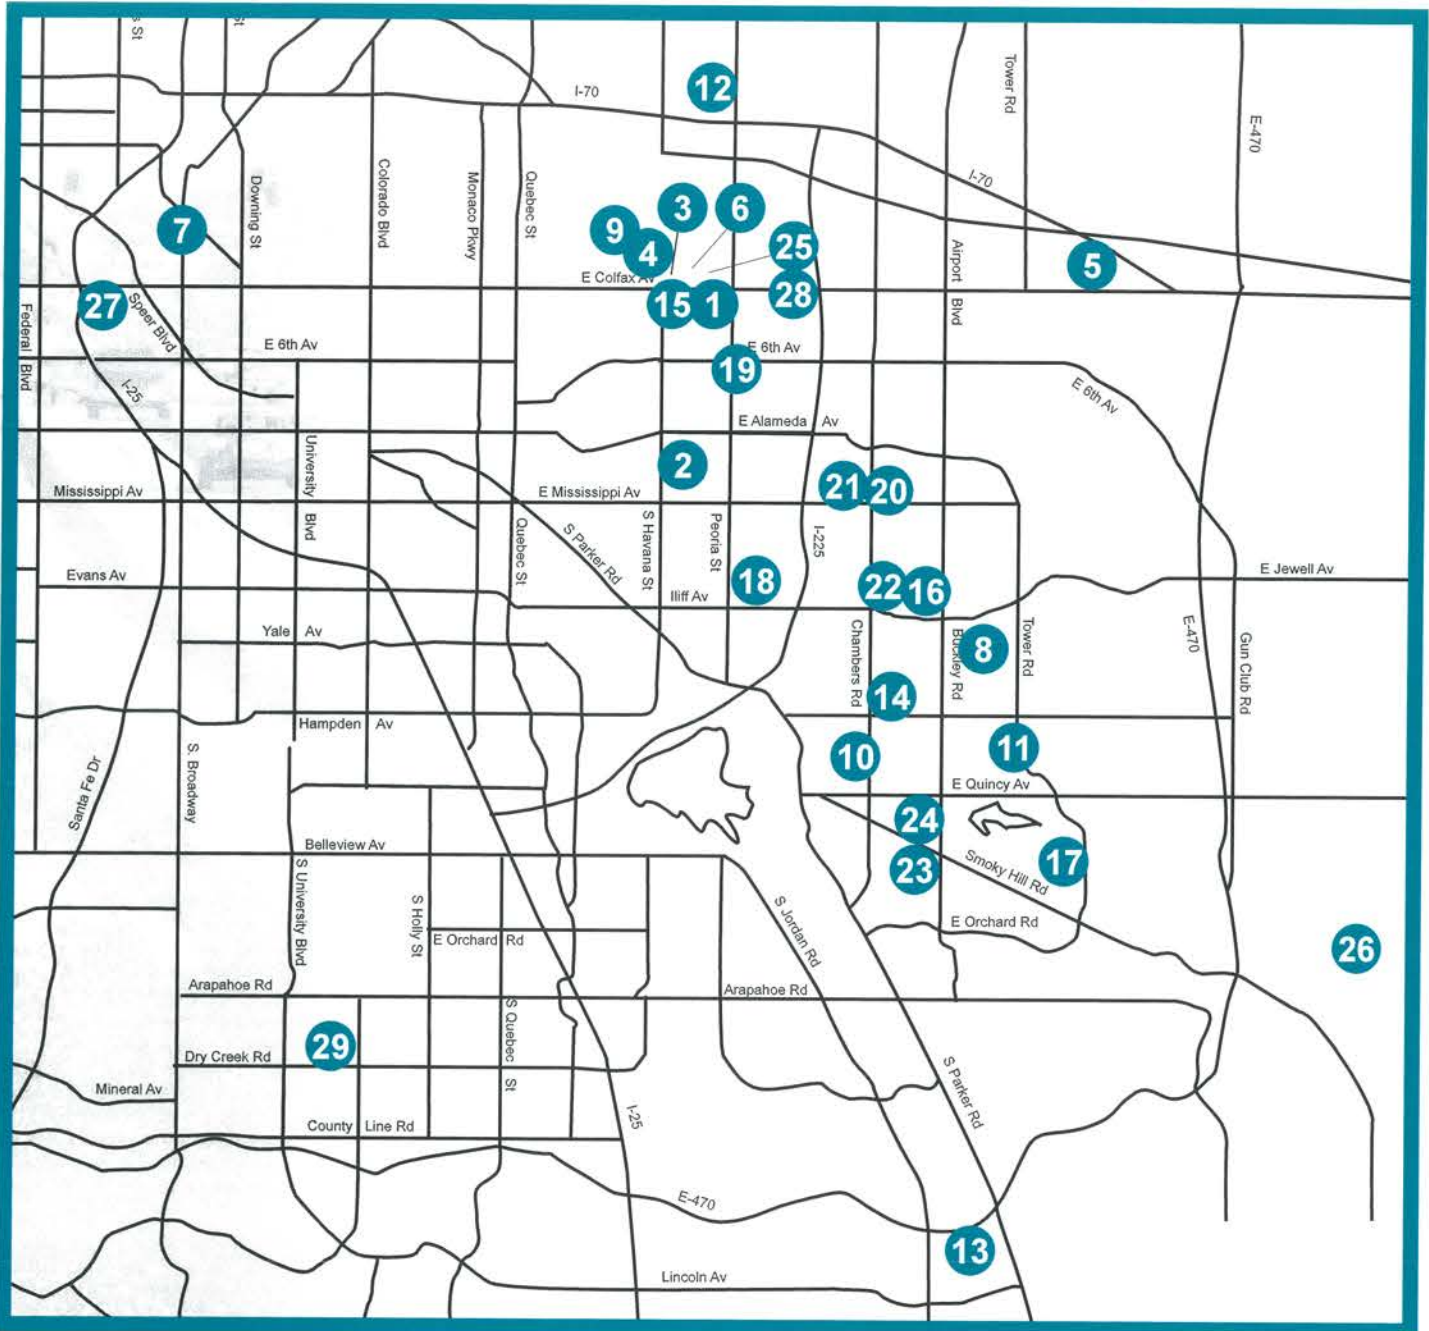 s St
St
I-70
12
Tower Rd
E-470
I-70
Downing St
Colorado Blvd
Monaco Pkwy
Quebec St
3
6
7
9
4
25
Airport Blvd
5
E Colfax Av
27
15
1
28
Federal Blvd
Speer Blvd
E 6th Av
E 6th Av
19
I-25
E 6th Av
E Alameda Av
University Blvd
2
21
20
Mississippi Av
E Mississippi Av
S Parker Rd
Quebec St
S Havana St
Peoria St
I-225
Evans Av
18
22
16
E Jewell Av
Iliff Av
Yale Av
Chambers Rd
Buckley Rd
8
Tower Rd
E-470
Gun Club Rd
14
Hampden Av
10
11
S. Broadway
Santa Fe Dr
E Quincy Av
24
Belleview Av
23
Smoky Hill Rd
17
S University Blvd
S Holly St
S Jordan Rd
E Orchard Rd
E Orchard Rd
26
Arapahoe Rd
Arapahoe Rd
S Quebec St
29
Dry Creek Rd
Mineral Av
S Parker Rd
County Line Rd
I-25
E-470
13
Lincoln Av